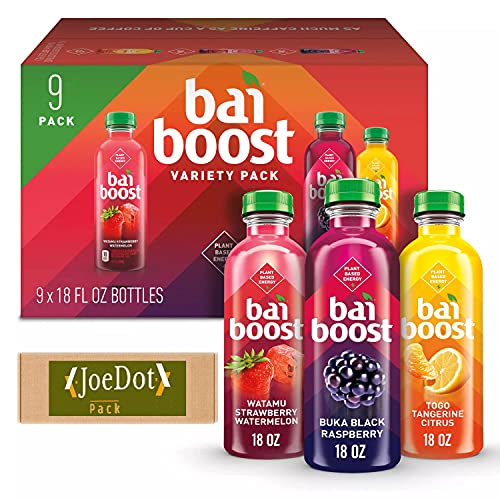 AS MUCH CAFFEINE AS A CUP OF COFFEE
9
PACK
bai
boost
VARIETY PACK
PLANT
BASED
ENERGY
bai
boost
WATAMU STRAWBERRY
WATERMELON
9 x 18 FL OZ BOTTLES
PLANT
BASED
ENERGY
bai
boost
WATAMU
STRAWBERRY
WATERMELON
18 OZ
PLANT
BASED
ENERGY
bai
boost
BUKA BLACK
RASPBERRY
18 OZ
PLANT
BASED
ENERGY
bai
boost
TOGO
TANGERINE
CITRUS
18 OZ
JoeDot
Pack